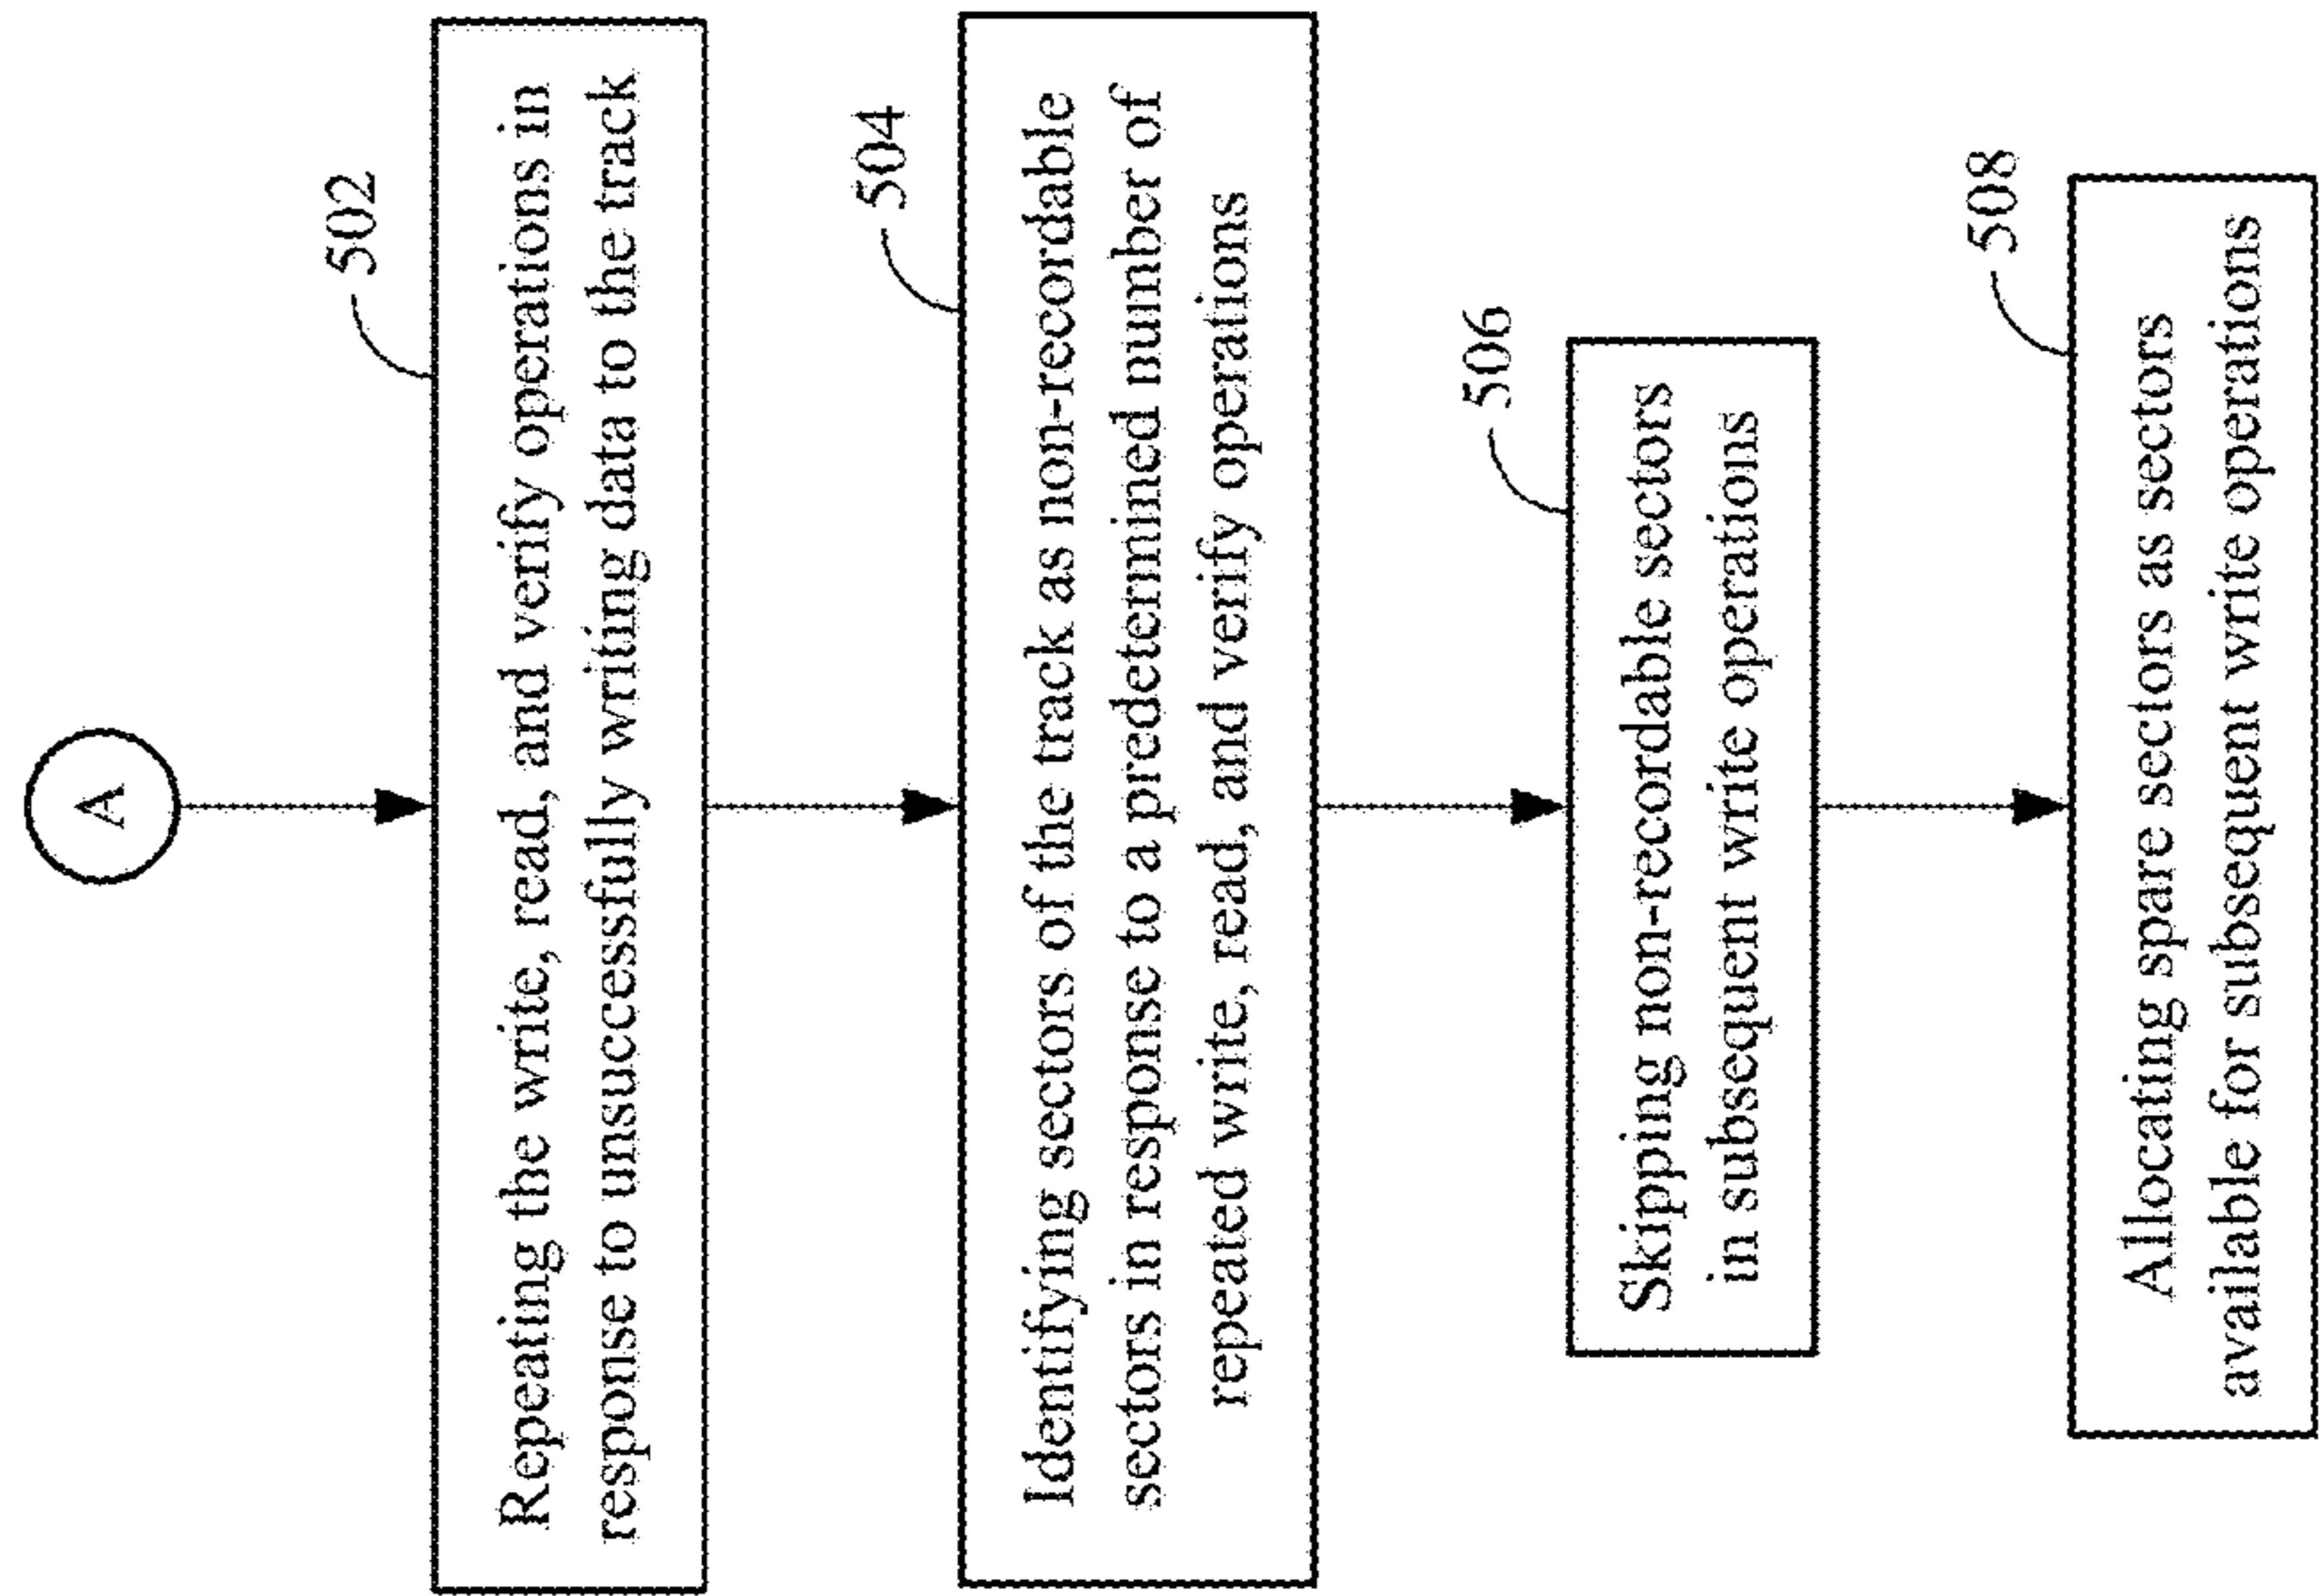 A
502
Repeating the write, read, and verify operations in
response to unsuccessfully writing data to the track
504
Identifying sectors of the track as non-recordable
sectors in response to a predetermined number of
repeated write, read, and verify operations
506
Skipping non-recordable sectors
in subsequent write operations
508
Allocating spare sectors as sectors
available for subsequent write operations